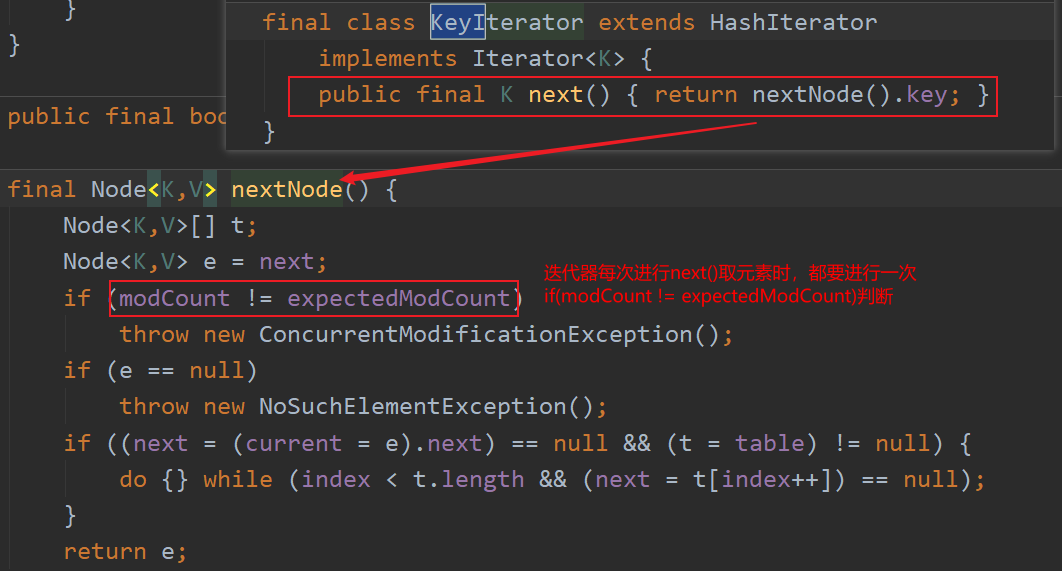 }
}
public final boo
final class KeyIterator extends HashIterator
implements Iterator<K> {
public final K next() { return nextNode().key; }
}
final Node<K,V> nextNode() {
Node<K,V>[] t;
Node<K,V> e = next;
if (modCount != expectedModCount)
throw new ConcurrentModificationException();
if (e == null)
throw new NoSuchElementException();
if ((next = (current = e).next) == null && (t = table) != null) {
do {} while (index < t.length && (next = t[index++]) == null);
}
return e;
迭代器每次进行next()取元素时，都要进行一次
if(modCount != expectedModCount)判断